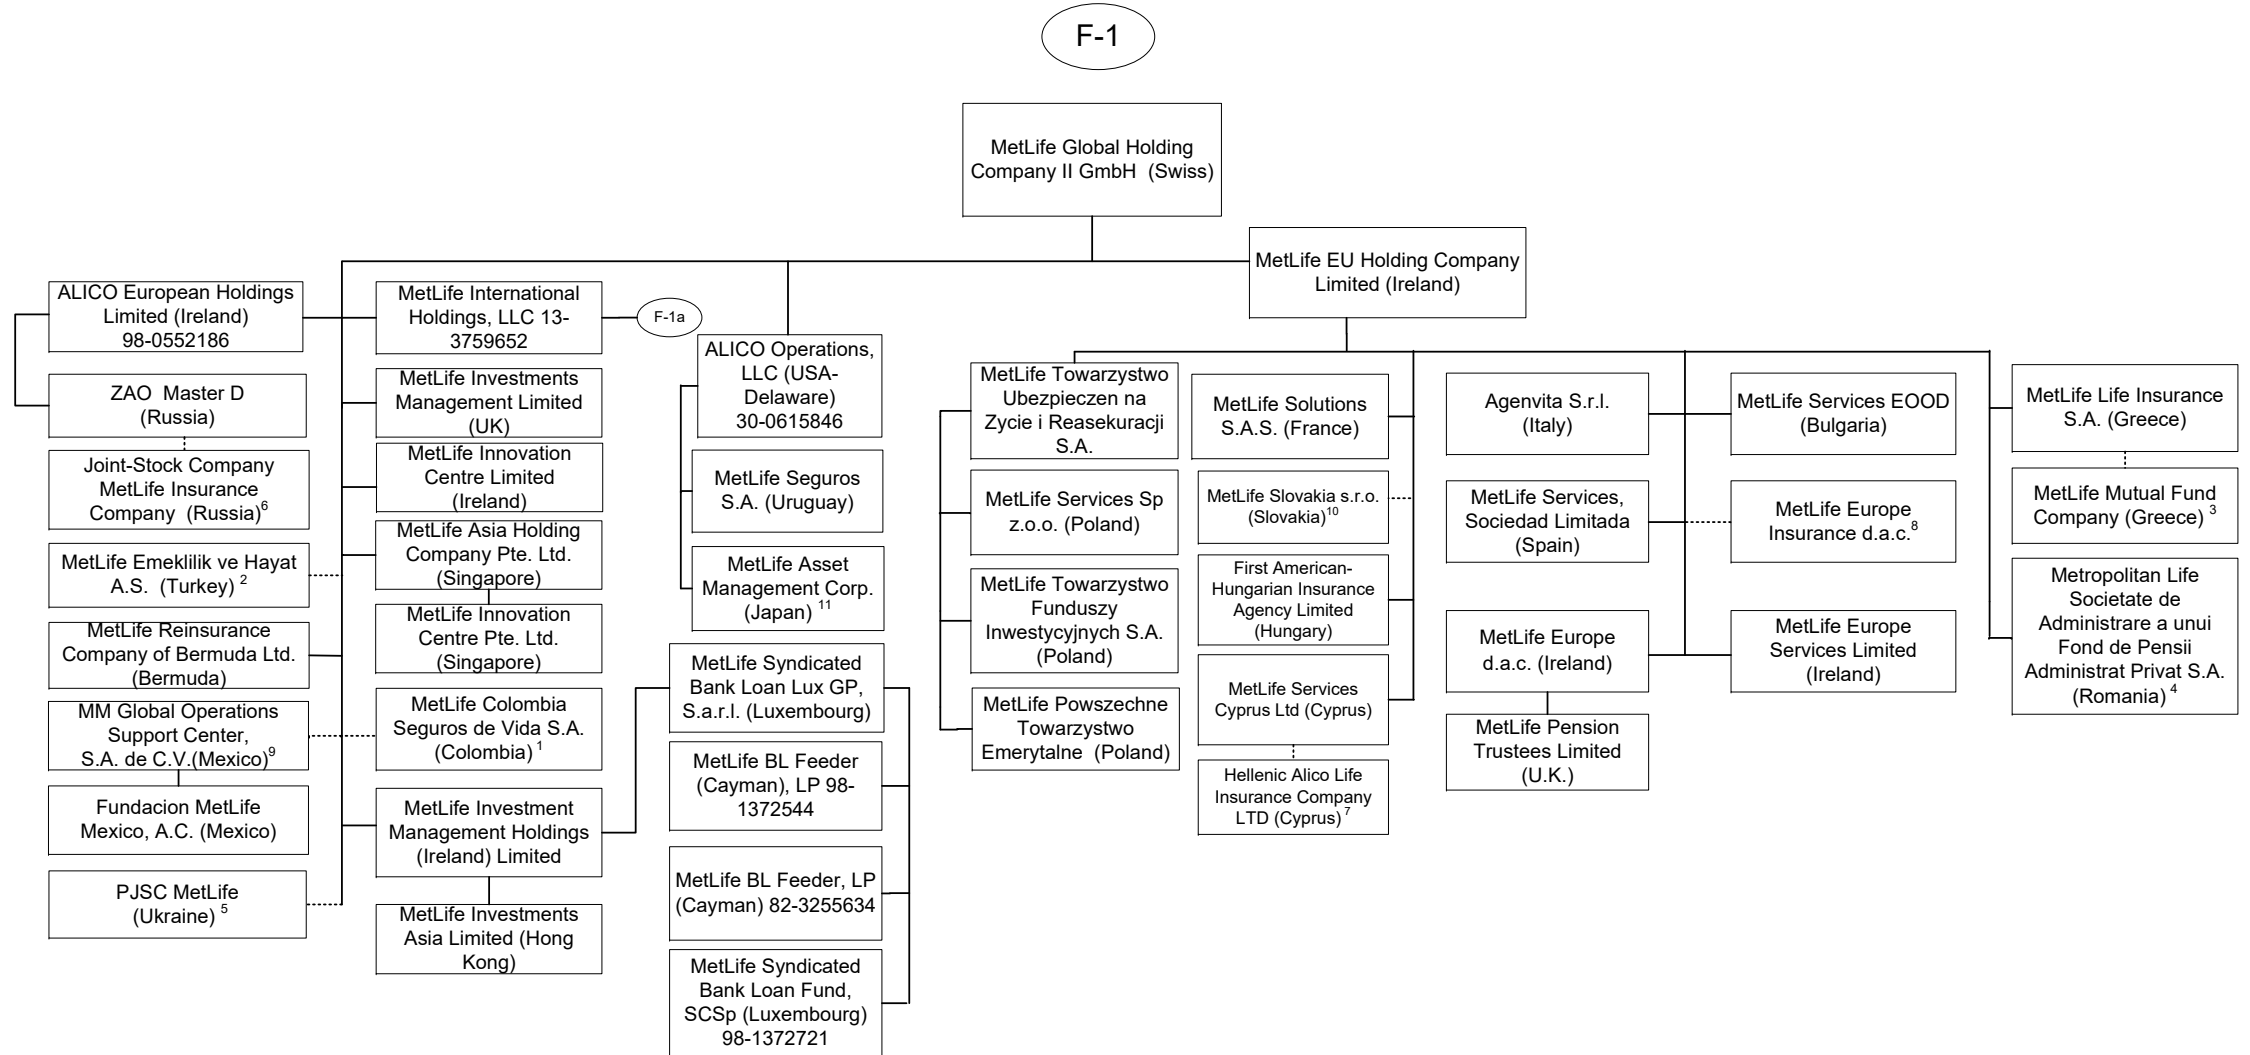 F-1
MetLife Global Holding
Company II GmbH (Swiss)
MetLife EU Holding Company
Limited (Ireland)
ALICO European Holdings
Limited (Ireland)
98-0552186
ZAO Master D
(Russia)
Joint-Stock Company
MetLife Insurance
Company (Russia)6
MetLife Emeklilik ve Hayat
A.S. (Turkey) 2
MetLife Reinsurance
Company of Bermuda Ltd.
(Bermuda)
MM Global Operations
Support Center,
S.A. de C.V.(Mexico)9
Fundacion MetLife
Mexico, A.C. (Mexico)
PJSC MetLife
(Ukraine) 5
MetLife International
Holdings, LLC 13-
3759652
F-1a
MetLife Investments
Management Limited
(UK)
MetLife Innovation
Centre Limited
(Ireland)
MetLife Asia Holding
Company Pte. Ltd.
(Singapore)
MetLife Innovation
Centre Pte. Ltd.
(Singapore)
MetLife Colombia
Seguros de Vida S.A.
(Colombia) 1
MetLife Investment
Management Holdings
(Ireland) Limited
MetLife Investments
Asia Limited (Hong
Kong)
ALICO Operations,
LLC (USA-
Delaware)
30-0615846
MetLife Seguros
S.A. (Uruguay)
MetLife Asset
Management Corp.
(Japan) 11
MetLife Syndicated
Bank Loan Lux GP,
S.a.r.l. (Luxembourg)
MetLife BL Feeder
(Cayman), LP 98-
1372544
MetLife BL Feeder, LP
(Cayman) 82-3255634
MetLife Syndicated
Bank Loan Fund,
SCSp (Luxembourg)
98-1372721
MetLife Towarzystwo
Ubezpieczen na
Zycie i Reasekuracji
S.A.
MetLife Services Sp
z.o.o. (Poland)
MetLife Towarzystwo
Funduszy
Inwestycyjnych S.A.
(Poland)
MetLife Powszechne
Towarzystwo
Emerytalne (Poland)
MetLife Solutions
S.A.S. (France)
MetLife Slovakia s.r.o.
(Slovakia)10
First American-
Hungarian Insurance
Agency Limited
(Hungary)
MetLife Services
Cyprus Ltd (Cyprus)
Hellenic Alico Life
Insurance Company
LTD (Cyprus) 7
Agenvita S.r.l.
(Italy)
MetLife Services,
Sociedad Limitada
(Spain)
MetLife Europe
d.a.c. (Ireland)
MetLife Pension
Trustees Limited
(U.K.)
MetLife Services EOOD
(Bulgaria)
MetLife Europe
Insurance d.a.c.8
MetLife Europe
Services Limited
(Ireland)
MetLife Life Insurance
S.A. (Greece)
MetLife Mutual Fund
Company (Greece) 3
Metropolitan Life
Societate de
Administrare a unui
Fond de Pensii
Administrat Privat S.A.
(Romania) 4